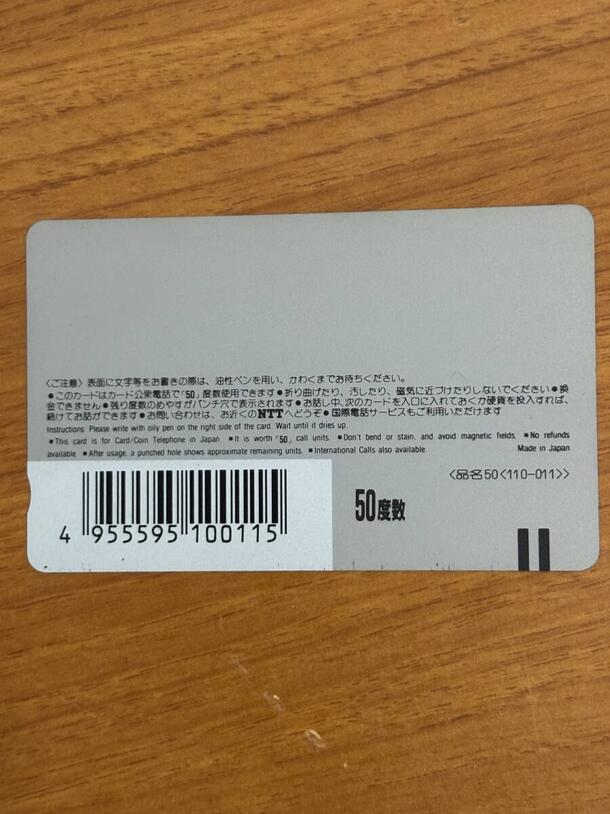 〈ご注意〉表面に文字等をお書きの際は、油性ペンを用い、かわくまでお待ちください。
●このカードはカード公衆電話で「50」度数使用できます●折り曲げたり、汚したり、磁気に近づけたりしないでください●換
金できません●残り度数のめやすがパンチ穴で表示されます●お話し中、次のカードを入口に入れておくか硬貨を投入すれば、
続けてお話ができます●お問い合わせは、お近くのNTTへどうぞ●国際電話サービスもご利用いただけます
Instructions Please write with oily pen on the right side of the card. Wait until it dries up.
■This card is for Card/Coin Telephone in Japan. ■It is worth「50」call units. ■Don't bend or stain, and avoid magnetic fields. ■No refunds
available. ■After usage, a punched hole shows approximate remaining units. ■International Calls also available. Made in Japan
〈品名50〈110-011〉〉
50度数
4 955595 100115